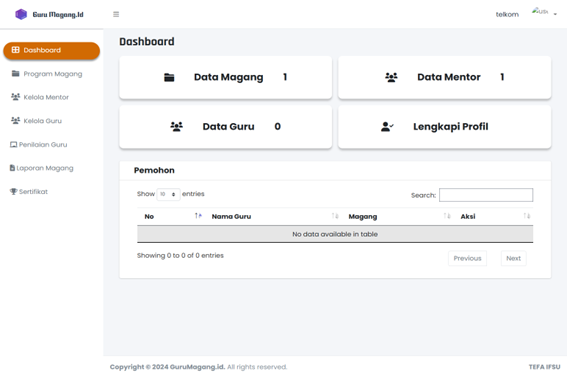 Guru Magang.Id
telkom
Dashboard
Program Magang
Kelola Mentor
Kelola Guru
Penilaian Guru
Laporan Magang
Sertifikat
Dashboard
Data Magang 1
Data Mentor 1
Data Guru 0
Lengkapi Profil
Pemohon
Show 10 entries
Search:
No Nama Guru Magang Aksi
No data available in table
Showing 0 to 0 of 0 entries
Previous Next
Copyright © 2024 GuruMagang.id. All rights reserved.
TEFA IFSU